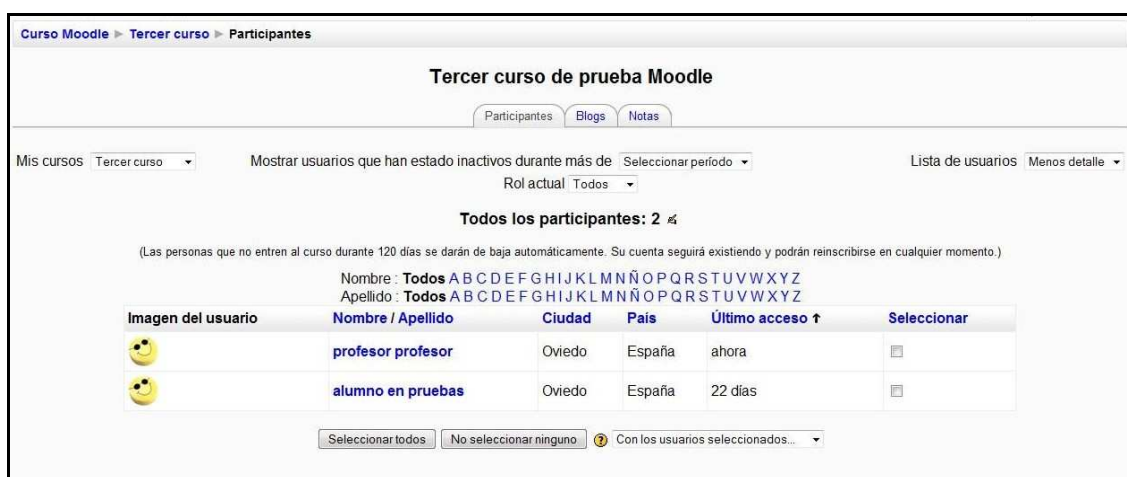 Curso Moodle ► Tercer curso ► Participantes
Tercer curso de prueba Moodle
Participantes Blogs Notas
Mis cursos Tercer curso Mostrar usuarios que han estado inactivos durante más de Seleccionar período Lista de usuarios Menos detalle
Rol actual Todos
Todos los participantes: 2
(Las personas que no entren al curso durante 120 días se darán de baja automáticamente. Su cuenta seguirá existiendo y podrán reinscribirse en cualquier momento.)
Nombre : Todos A B C D E F G H I J K L M N Ñ O P Q R S T U V W X Y Z
Apellido : Todos A B C D E F G H I J K L M N Ñ O P Q R S T U V W X Y Z
Imagen del usuario Nombre / Apellido Ciudad País Último acceso ↑ Seleccionar
profesor profesor Oviedo España ahora
alumno en pruebas Oviedo España 22 días
Seleccionar todos No seleccionar ninguno ? Con los usuarios seleccionados...